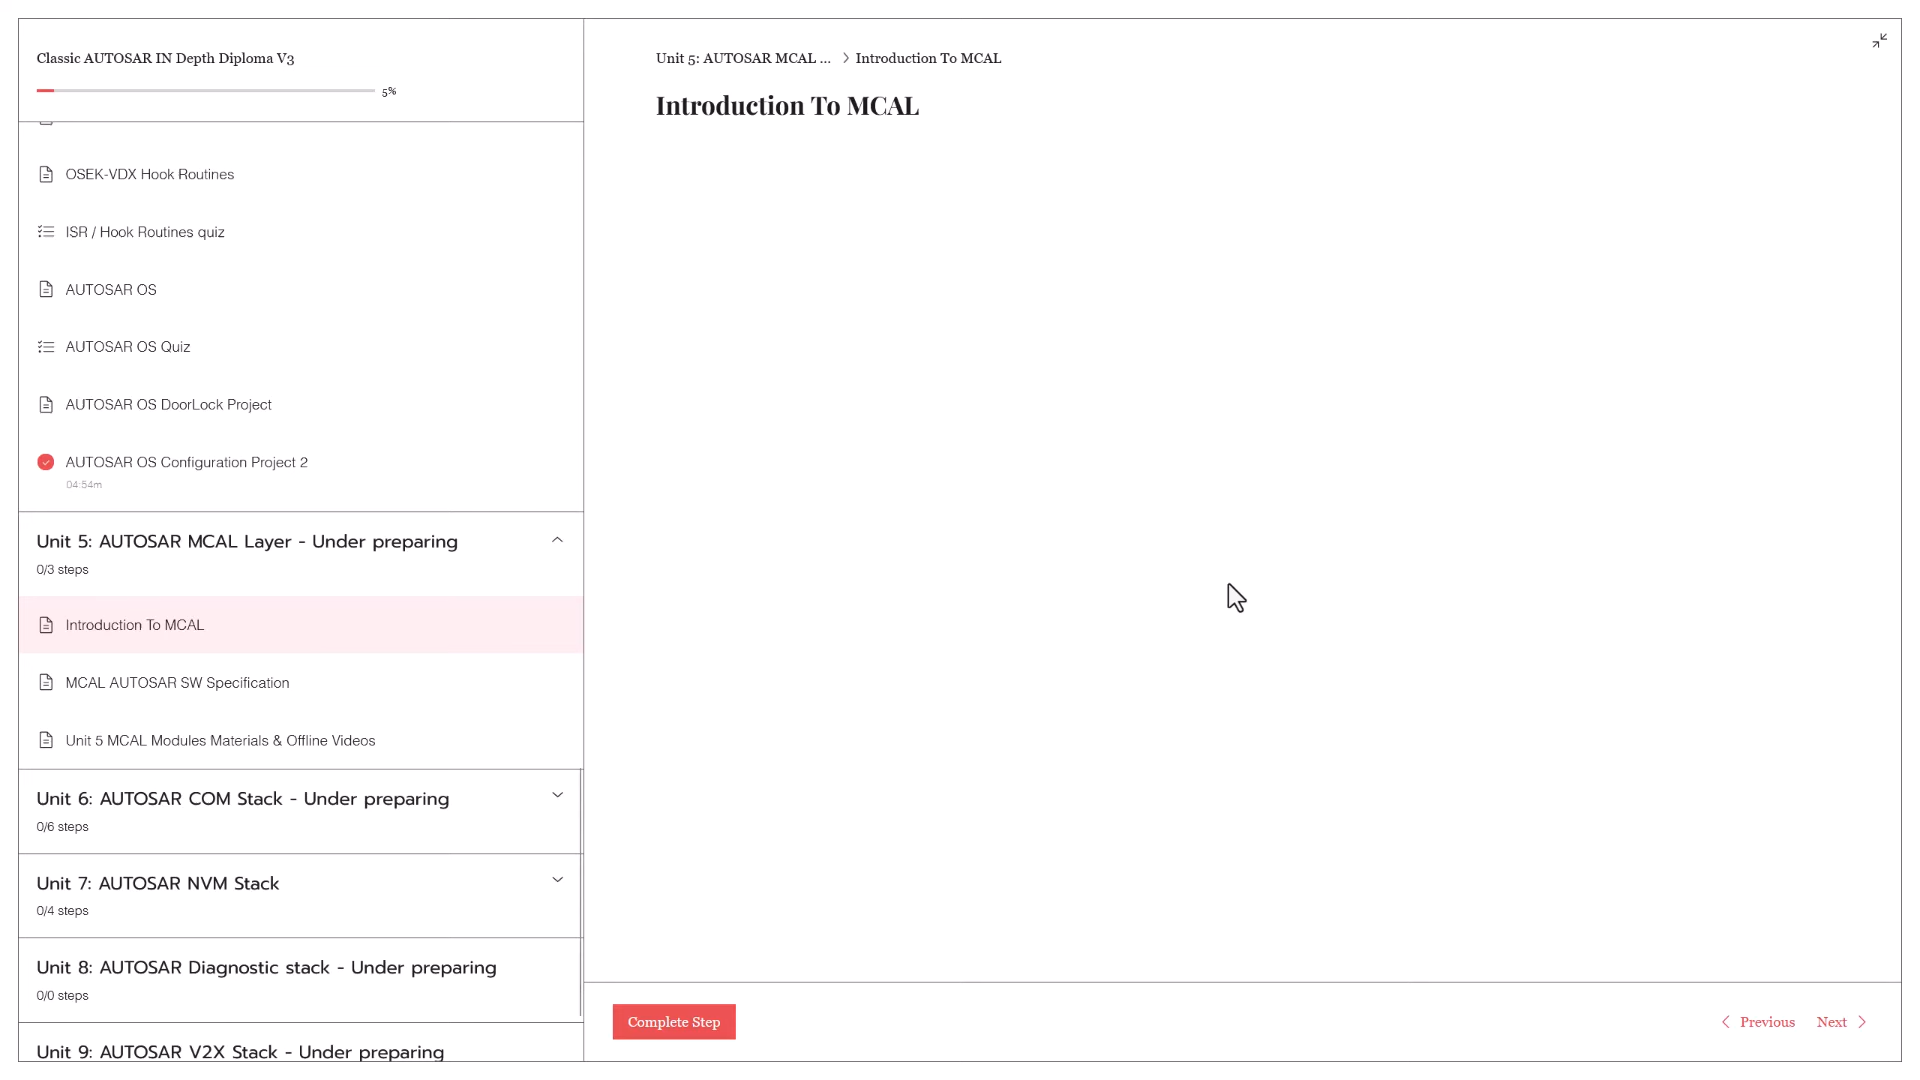 Classic AUTOSAR IN Depth Diploma V3
5%
OSEK-VDX Hook Routines
ISR / Hook Routines quiz
AUTOSAR OS
AUTOSAR OS Quiz
AUTOSAR OS DoorLock Project
AUTOSAR OS Configuration Project 2
04:54m
Unit 5: AUTOSAR MCAL Layer - Under preparing
0/3 steps
Introduction To MCAL
MCAL AUTOSAR SW Specification
Unit 5 MCAL Modules Materials & Offline Videos
Unit 6: AUTOSAR COM Stack - Under preparing
0/6 steps
Unit 7: AUTOSAR NVM Stack
0/4 steps
Unit 8: AUTOSAR Diagnostic stack - Under preparing
0/0 steps
Unit 9: AUTOSAR V2X Stack - Under preparing
Unit 5: AUTOSAR MCAL ... > Introduction To MCAL
Introduction To MCAL
Complete Step
Previous Next